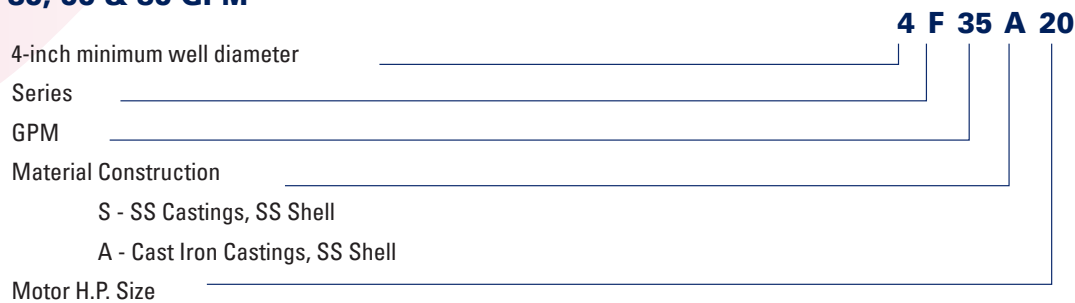 & GPM
4 F 35 A 20
4-inch minimum well diameter
Series
GPM
Material Construction
S - SS Castings, SS Shell
A - Cast Iron Castings, SS Shell
Motor H.P. Size